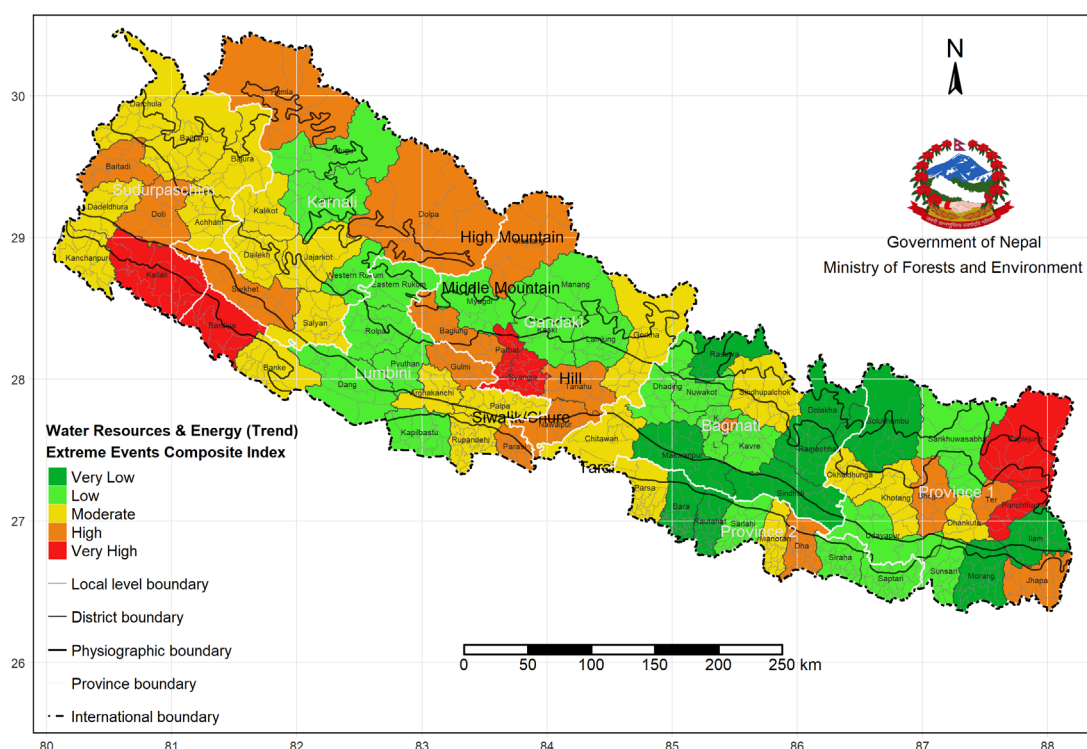 N
Government of Nepal
Ministry of Forests and Environment
30
29
28
27
26
80
81
82
83
84
85
86
87
88
Humla
Darchula
Bajhang
Bajura
Mugu
Baitadi
Sudurpaschim
Dadeldhura
Doti
Achham
Kalikot
Karnali
Dolpa
High Mountain
Kanchanpur
Kailali
Dailekh
Jajarkot
Western Rukum
Eastern Rukum
Middle Mountain
Manang
Surkhet
Myagdi
Bardiya
Salyan
Rolpa
Baglung
Gandaki
Kaski
Lamjung
Gorkha
Parbat
Banke
Dang
Pyuthan
Lumbini
Gulmi
Syangja
Hill
Tanahu
Rasuwa
Arghakanchi
Palpa
Siwalik/Chure
Nawalpur
Dhading
Nuwakot
Sindhupalchok
Kapilbastu
Rupandehi
Parasi
Chitawan
Tarai
Bagmati
K
Kavre
Dolakha
Ramechhap
Solukhumbu
Sankhuwasabha
Taplejung
Makwanpur
Sindhuli
Okhaldhunga
Khotang
Province 1
Ter
Panchthar
Parsa
Bara
Rautahat
Sarlahi
Province 2
Dha
Siraha
Saptari
Udayapur
Dhankuta
Sunsari
Morang
Ilam
Jhapa
Water Resources & Energy (Trend)
Extreme Events Composite Index
Very Low
Low
Moderate
High
Very High
Local level boundary
District boundary
Physiographic boundary
Province boundary
International boundary
0 50 100 150 200 250 km